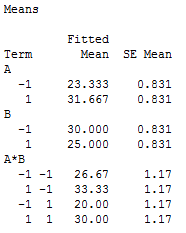 Means
Fitted
Term Mean SE Mean
A
-1 23.333 0.831
1 31.667 0.831
B
-1 30.000 0.831
1 25.000 0.831
A*B
-1 -1 26.67 1.17
1 -1 33.33 1.17
-1 1 20.00 1.17
1 1 30.00 1.17